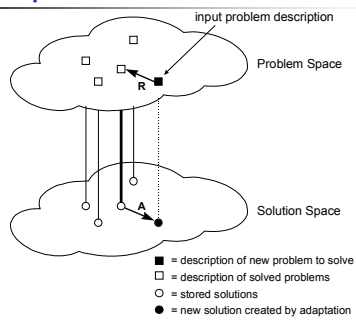 input problem description
Problem Space
R
A
Solution Space
= description of new problem to solve
= description of solved problems
= stored solutions
= new solution created by adaptation